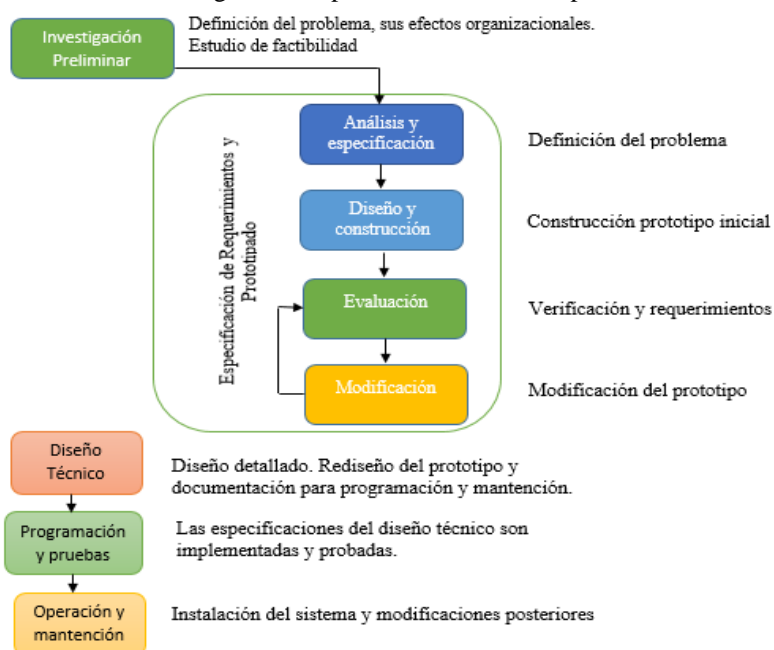 Investigación
Preliminar
Definición del problema, sus efectos organizacionales.
Estudio de factibilidad
Especificación de Requerimientos y
Prototipado
Análisis y
especificación
Definición del problema
Diseño y
construcción
Construcción prototipo inicial
Evaluación
Verificación y requerimientos
Modificación
Modificación del prototipo
Diseño
Técnico
Diseño detallado. Rediseño del prototipo y
documentación para programación y mantención.
Programación
y pruebas
Las especificaciones del diseño técnico son
implementadas y probadas.
Operación y
mantención
Instalación del sistema y modificaciones posteriores